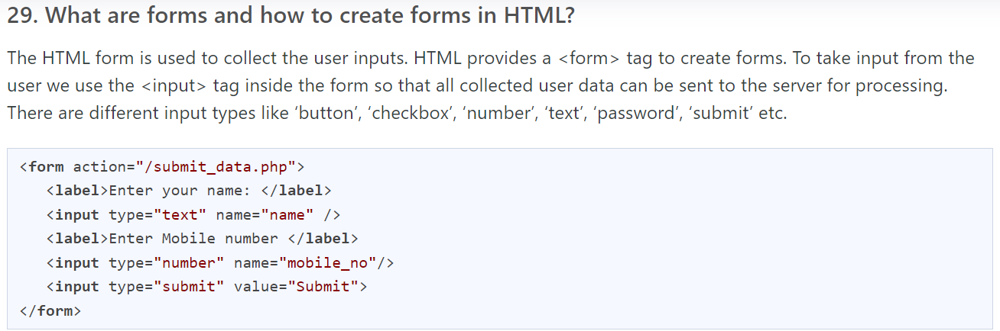 29. What are forms and how to create forms in HTML?
The HTML form is used to collect the user inputs. HTML provides a <form> tag to create forms. To take input from the
user we use the <input> tag inside the form so that all collected user data can be sent to the server for processing.
There are different input types like ‘button’, ‘checkbox’, ‘number’, ‘text’, ‘password’, ‘submit’ etc.
<form action="/submit_data.php">
   <label>Enter your name: </label>
   <input type="text" name="name" />
   <label>Enter Mobile number </label>
   <input type="number" name="mobile_no"/>
   <input type="submit" value="Submit">
</form>